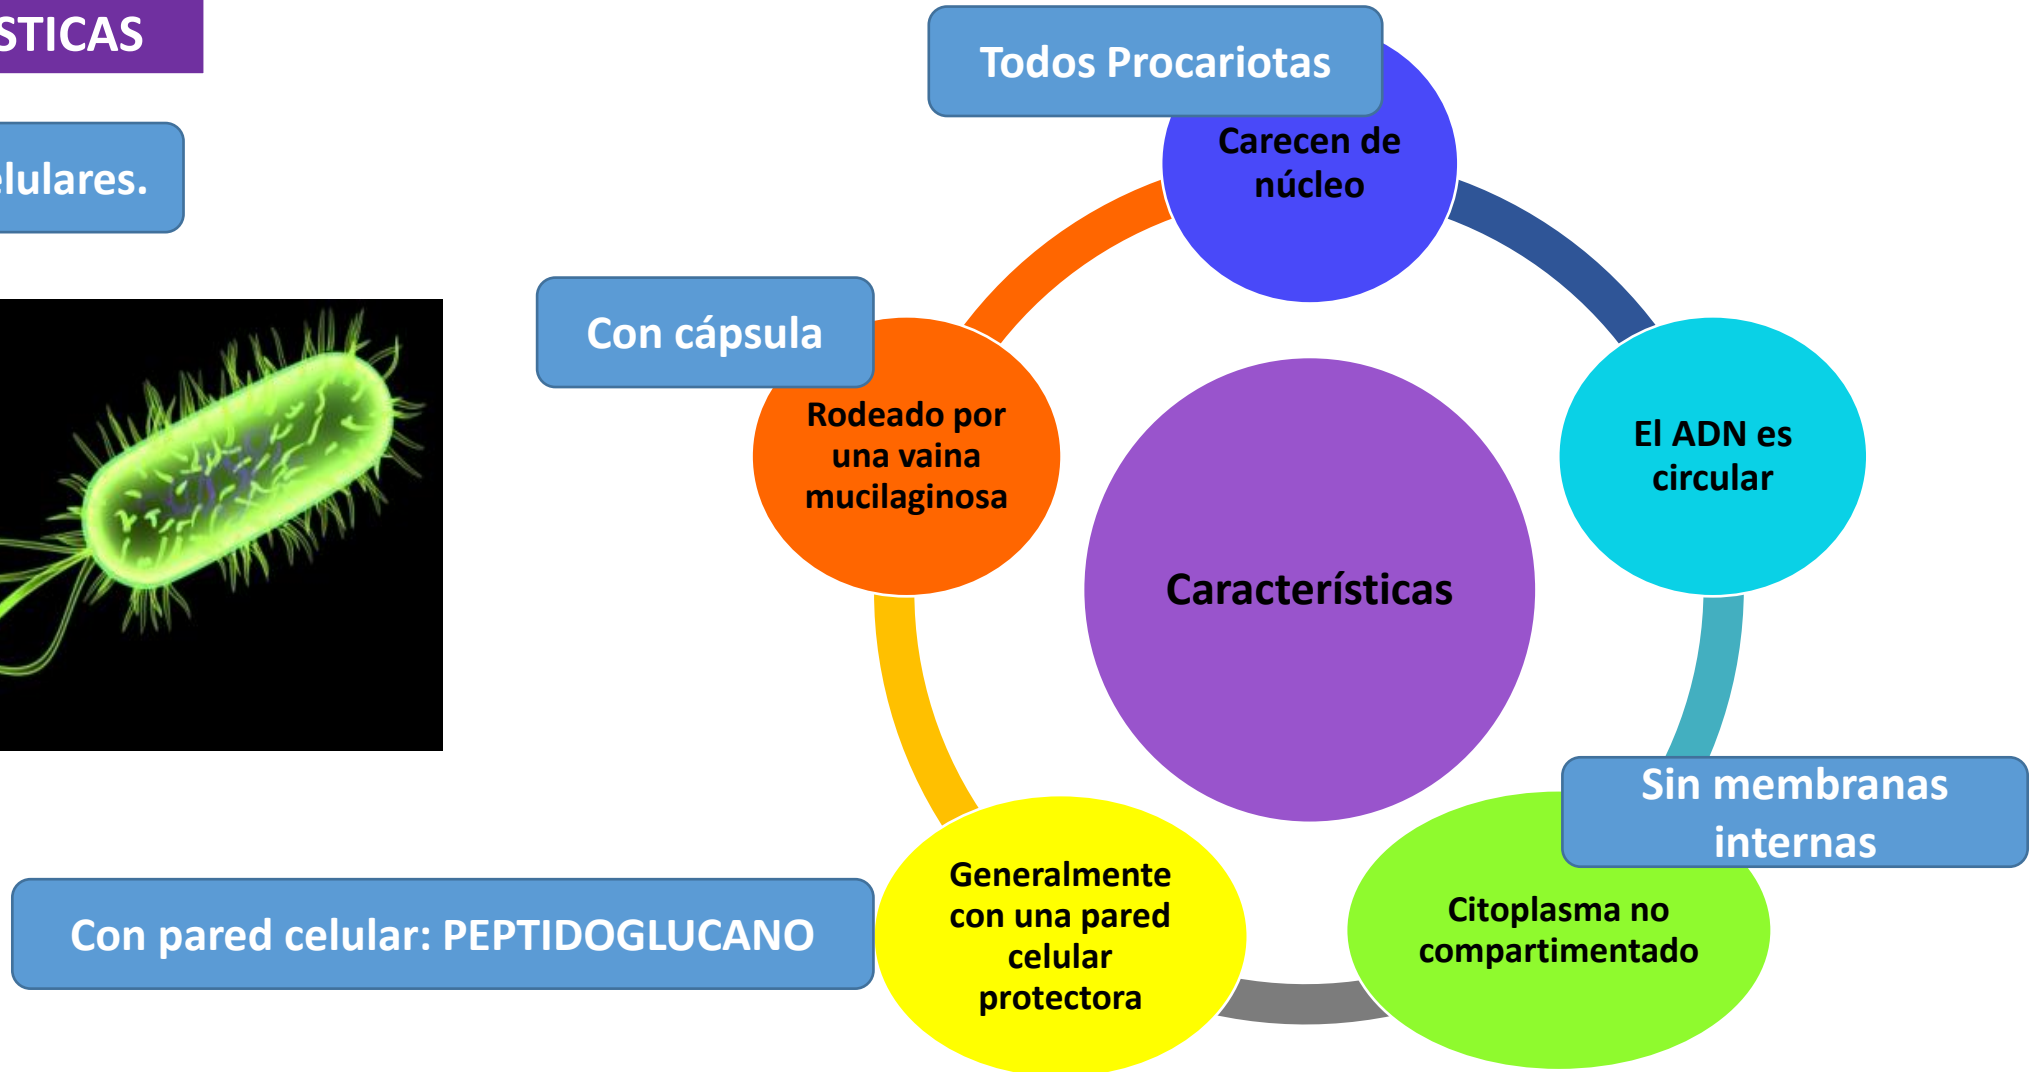 STICAS
elulares.
Todos Procariotas
Carecen de
núcleo
Con cápsula
Rodeado por
una vaina
mucilaginosa
El ADN es
circular
Características
Sin membranas
internas
Citoplasma no
compartimentado
Generalmente
con una pared
celular
protectora
Con pared celular: PEPTIDOGLUCANO